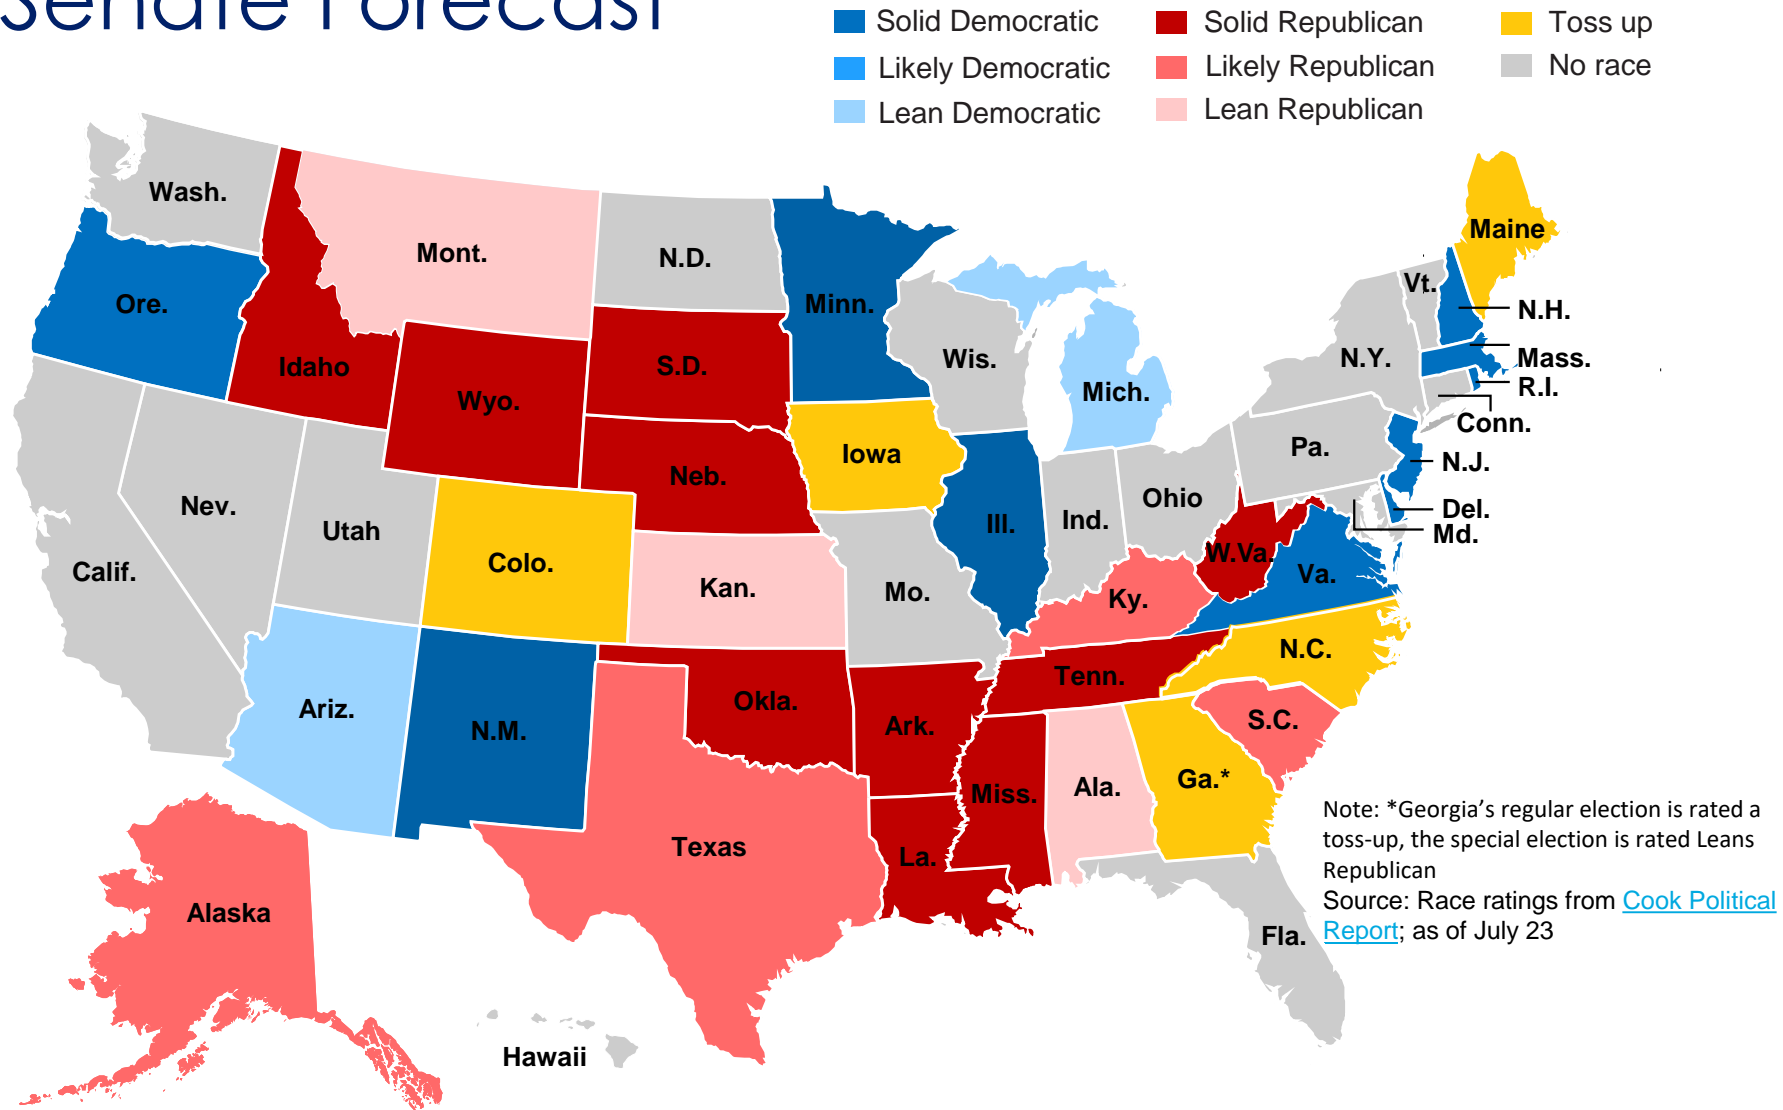 Senate Forecast
Solid Democratic
Likely Democratic
Lean Democratic
Solid Republican
Likely Republican
Lean Republican
Toss up
No race
Wash.
Ore.
Idaho
Mont.
Wyo.
N.D.
S.D.
Neb.
Minn.
Iowa
Wis.
Mich.
Ill.
Ind.
Ohio
Pa.
N.Y.
Vt.
Maine
N.H.
Mass.
R.I.
Conn.
N.J.
Del.
Md.
W.Va.
Va.
Ky.
Tenn.
N.C.
S.C.
Calif.
Nev.
Utah
Colo.
Kan.
Mo.
Ariz.
N.M.
Okla.
Ark.
Texas
La.
Miss.
Ala.
Ga.*
Fla.
Alaska
Hawaii
Note: *Georgia’s regular election is rated a
toss-up, the special election is rated Leans
Republican
Source: Race ratings from Cook Political
Report; as of July 23